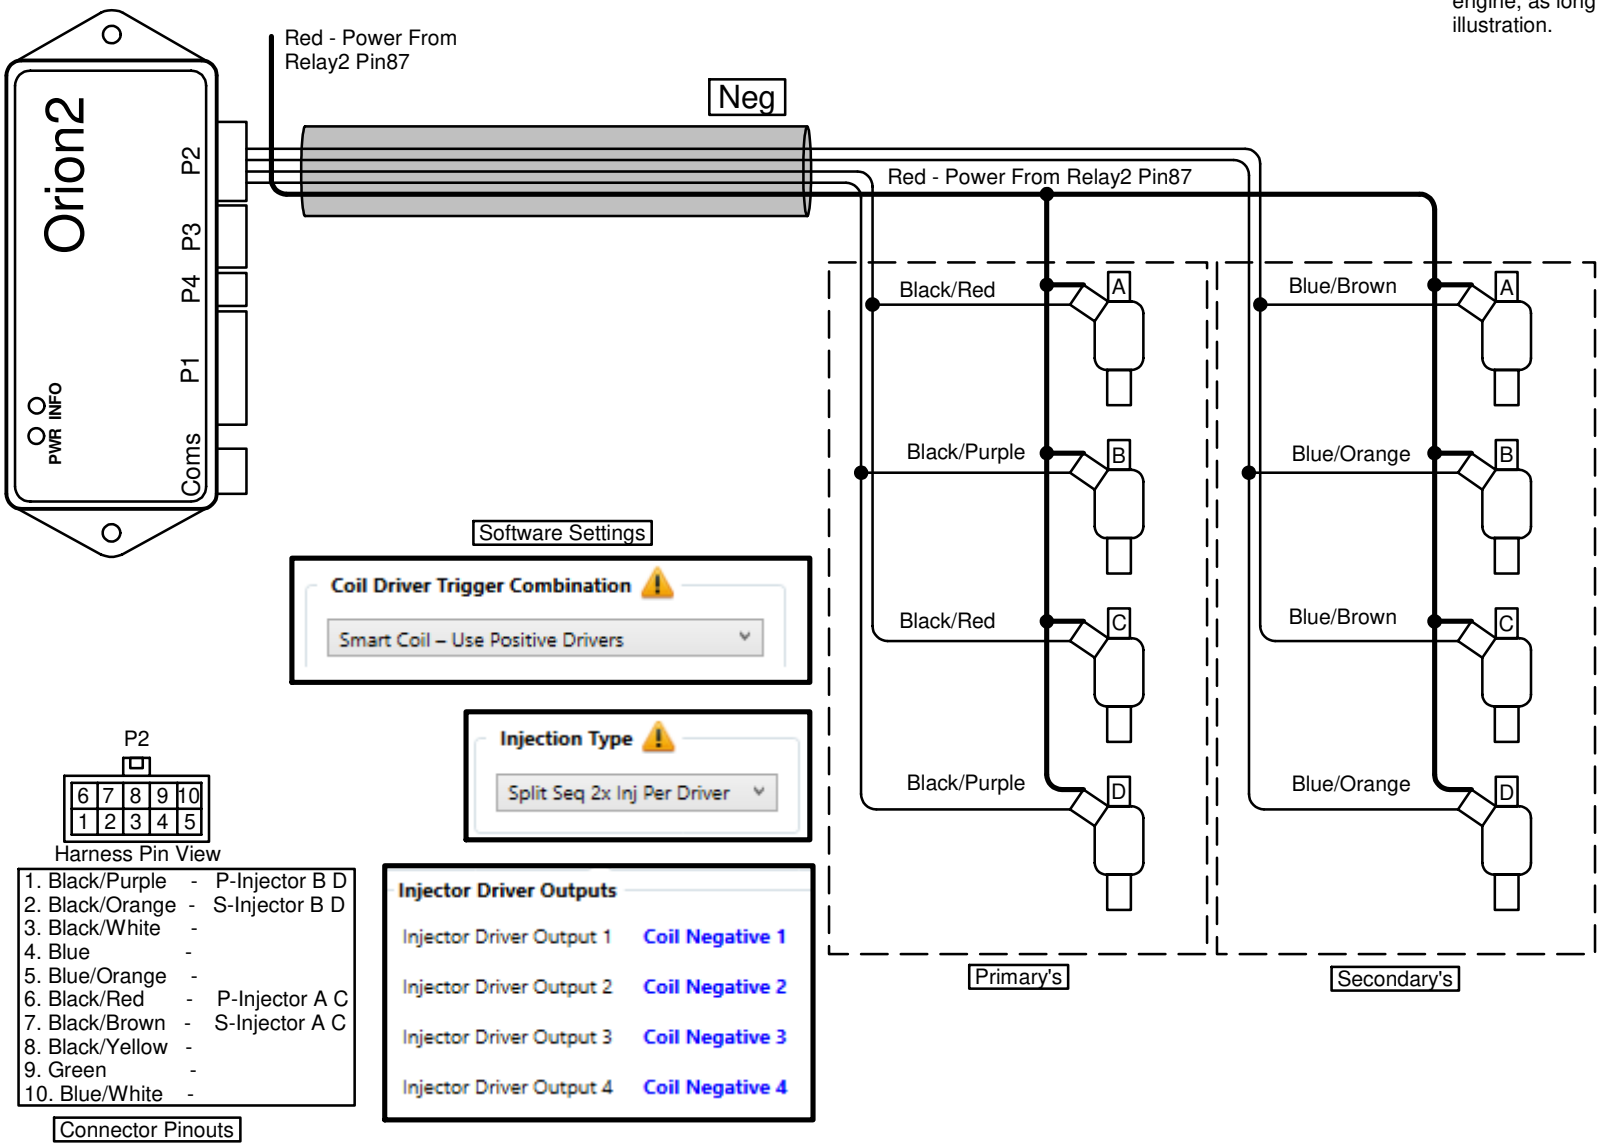 engine, as long
illustration.
Red - Power From
Relay2 Pin87
Neg
Orion2
P2
P3
P4
P1
Coms
PWR
INFO
Red - Power From Relay2 Pin87
Black/Red
A
Blue/Brown
A
Black/Purple
B
Blue/Orange
B
Black/Red
C
Blue/Brown
C
Black/Purple
D
Blue/Orange
D
Primary's
Secondary's
Software Settings
Coil Driver Trigger Combination
Smart Coil – Use Positive Drivers
Injection Type
Split Seq 2x Inj Per Driver
Injector Driver Outputs
Injector Driver Output 1 Coil Negative 1
Injector Driver Output 2 Coil Negative 2
Injector Driver Output 3 Coil Negative 3
Injector Driver Output 4 Coil Negative 4
P2
6 7 8 9 10
1 2 3 4 5
Harness Pin View
1. Black/Purple - P-Injector B D
2. Black/Orange - S-Injector B D
3. Black/White -
4. Blue -
5. Blue/Orange -
6. Black/Red - P-Injector A C
7. Black/Brown - S-Injector A C
8. Black/Yellow -
9. Green -
10. Blue/White -
Connector Pinouts